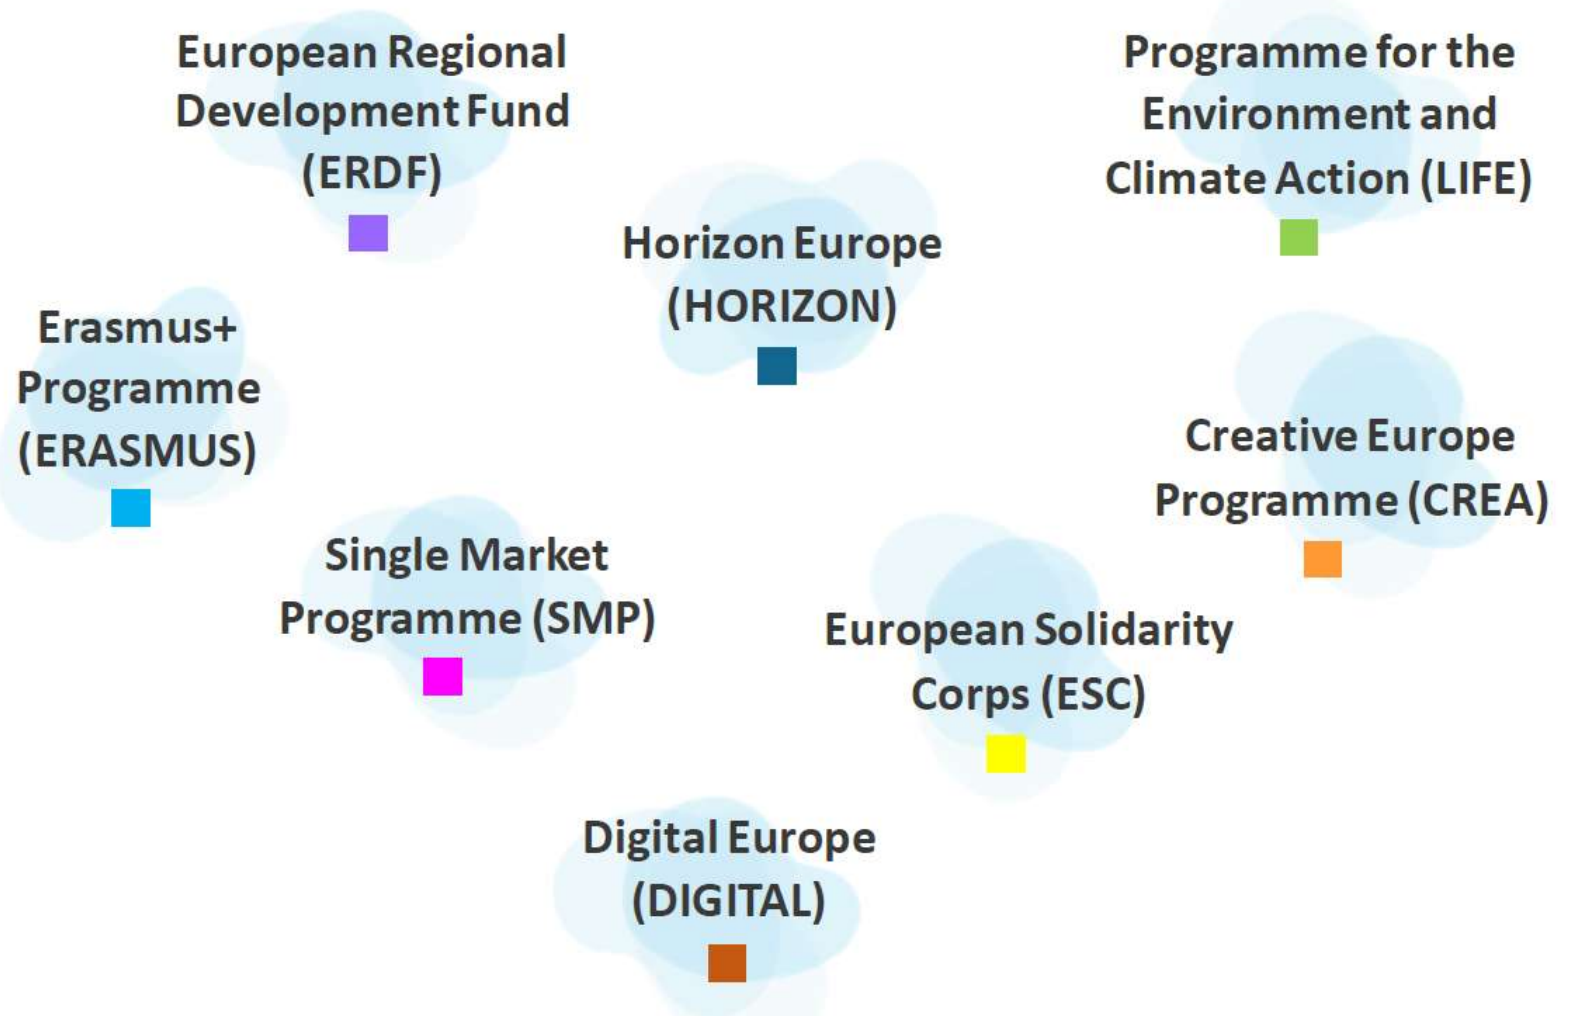 European Regional
Development Fund
(ERDF)
Programme for the
Environment and
Climate Action (LIFE)
Horizon Europe
(HORIZON)
Erasmus+
Programme
(ERASMUS)
Creative Europe
Programme (CREA)
Single Market
Programme (SMP)
European Solidarity
Corps (ESC)
Digital Europe
(DIGITAL)